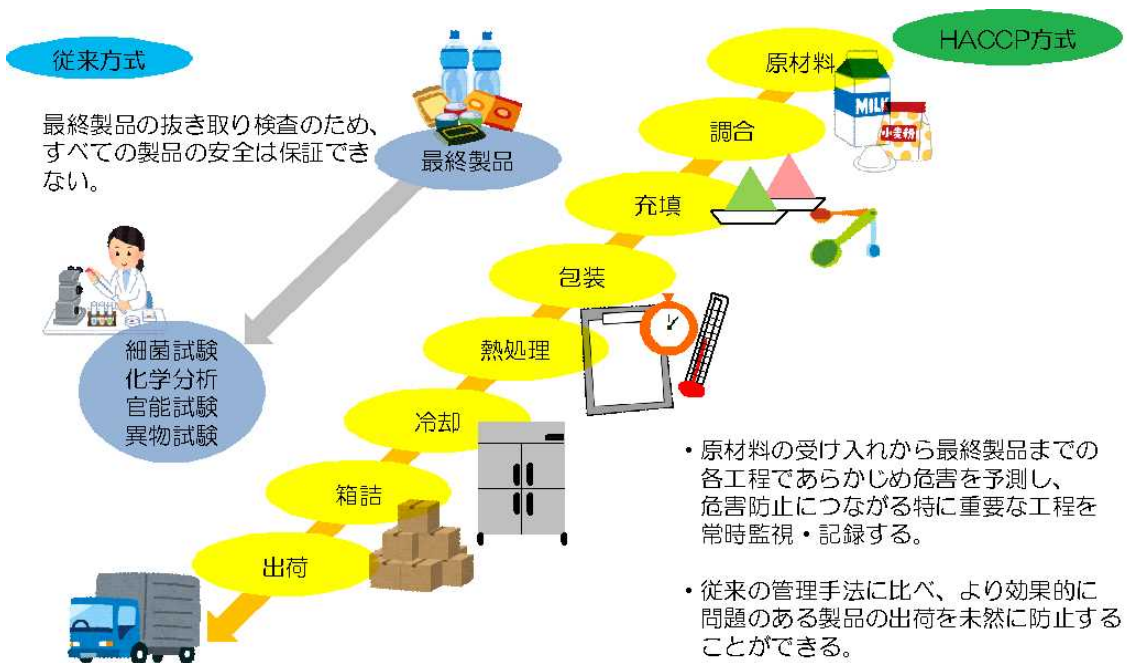 従来方式
最終製品の抜き取り検査のため、
すべての製品の安全は保証でき
ない。
最終製品
細菌試験
化学分析
官能試験
異物試験
HACCP方式
原材料
MILK
小麦粉
調合
充填
包装
熱処理
冷却
箱詰
出荷
・原材料の受け入れから最終製品までの
各工程であらかじめ危害を予測し、
危害防止につながる特に重要な工程を
常時監視・記録する。
・従来の管理手法に比べ、より効果的に
問題のある製品の出荷を未然に防止する
ことができる。